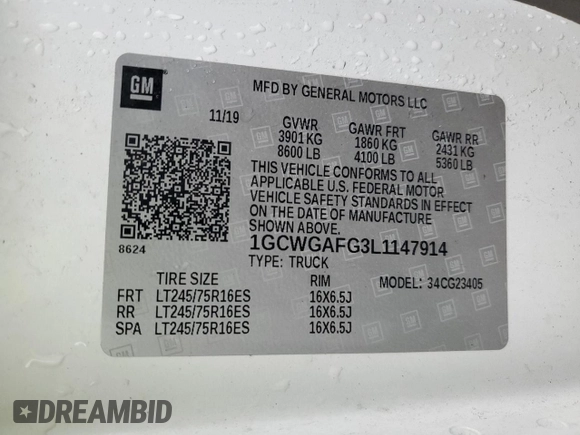 GM
MFD BY GENERAL MOTORS LLC
11/19
GVWR GAWR FRT GAWR RR
3901 KG 1860 KG 2431 KG
8600 LB 4100 LB 5360 LB
THIS VEHICLE CONFORMS TO ALL
APPLICABLE U.S. FEDERAL MOTOR
VEHICLE SAFETY STANDARDS IN EFFECT
ON THE DATE OF MANUFACTURE
SHOWN ABOVE.
8624
1GCWGAFG3L1147914
TYPE: TRUCK
MODEL: 34CG23405
TIRE SIZE RIM
FRT LT245/75R16ES 16X6.5J
RR LT245/75R16ES 16X6.5J
SPA LT245/75R16ES 16X6.5J
DREAMBID